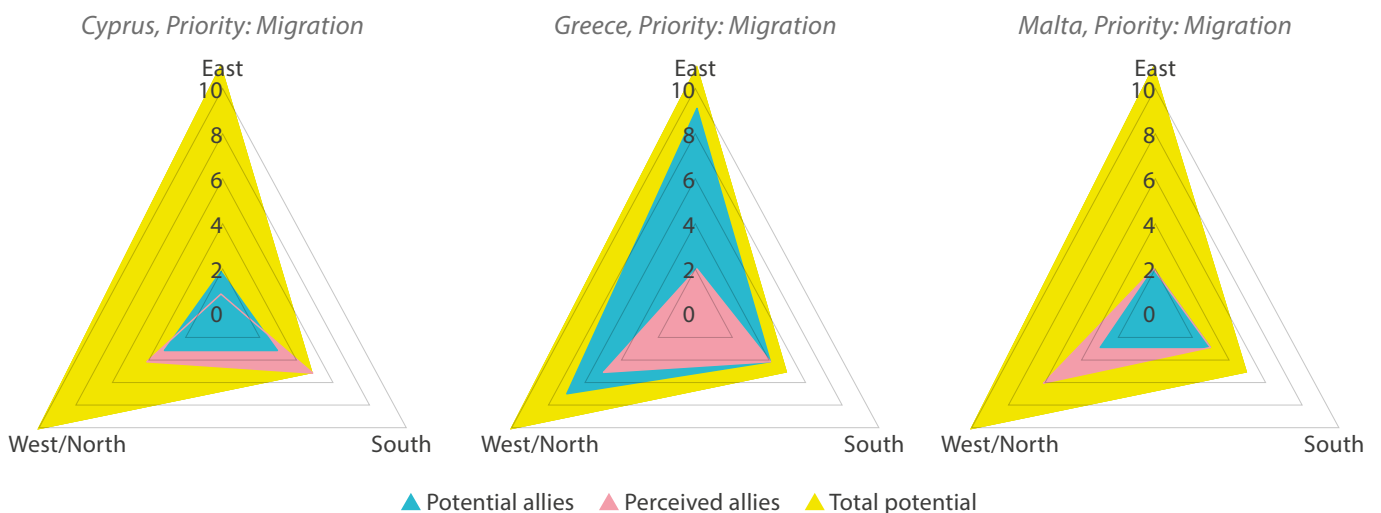 Cyprus, Priority: Migration
East
10
8
6
4
2
0
West/North
South
Greece, Priority: Migration
East
10
8
6
4
2
0
West/North
South
Malta, Priority: Migration
East
10
8
6
4
2
0
West/North
South
Potential allies
Perceived allies
Total potential